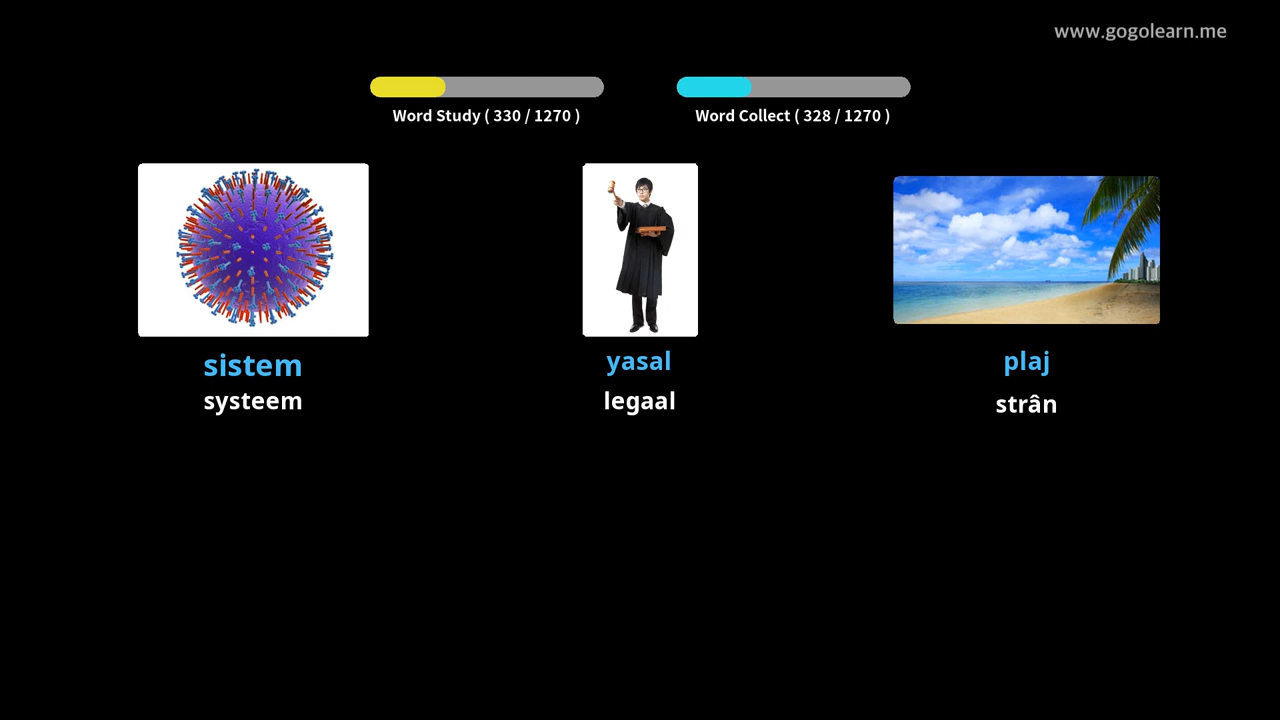 www.gogolearn.me
Word Study ( 330 / 1270 )
Word Collect ( 328 / 1270 )
sistem
systeem
yasal
legaal
plaj
strân